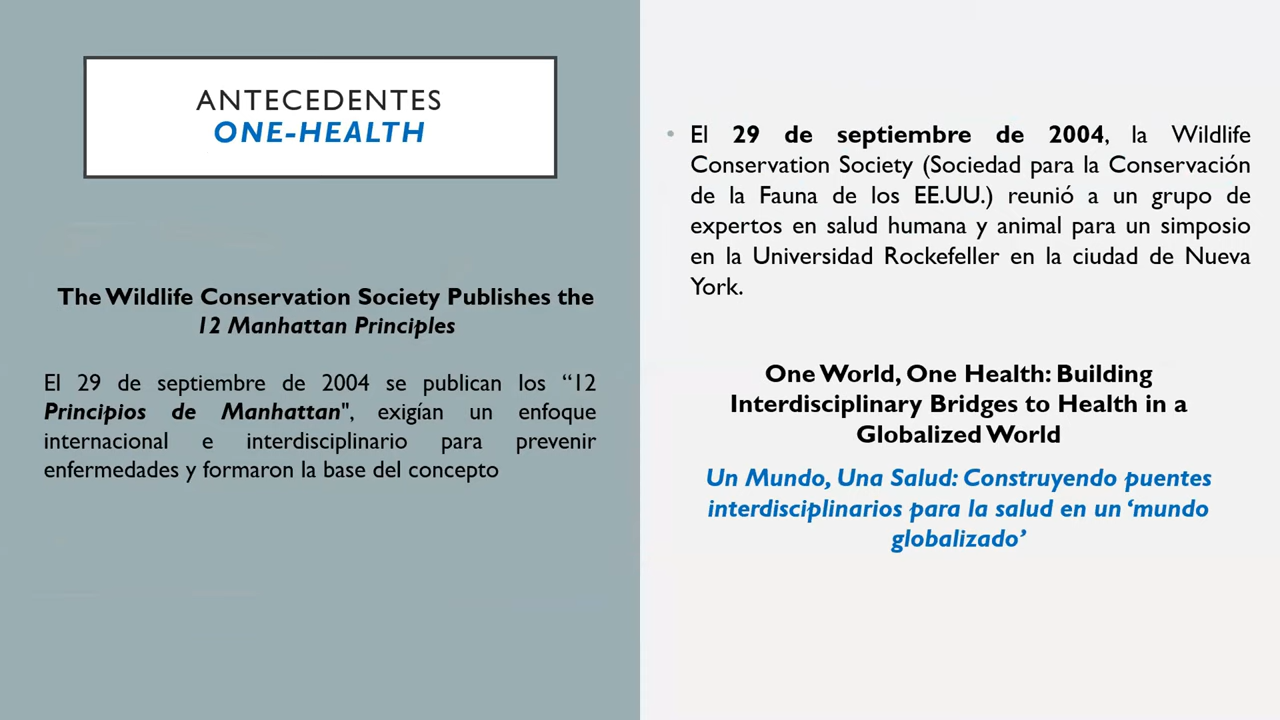 ANTECEDENTES
ONE-HEALTH
The Wildlife Conservation Society Publishes the
12 Manhattan Principles
El 29 de septiembre de 2004 se publican los “12
Principios de Manhattan", exigían un enfoque
internacional e interdisciplinario para prevenir
enfermedades y formaron la base del concepto
• El 29 de septiembre de 2004, la Wildlife
Conservation Society (Sociedad para la Conservación
de la Fauna de los EE.UU.) reunió a un grupo de
expertos en salud humana y animal para un simposio
en la Universidad Rockefeller en la ciudad de Nueva
York.
One World, One Health: Building
Interdisciplinary Bridges to Health in a
Globalized World
Un Mundo, Una Salud: Construyendo puentes
interdisciplinarios para la salud en un ‘mundo
globalizado’